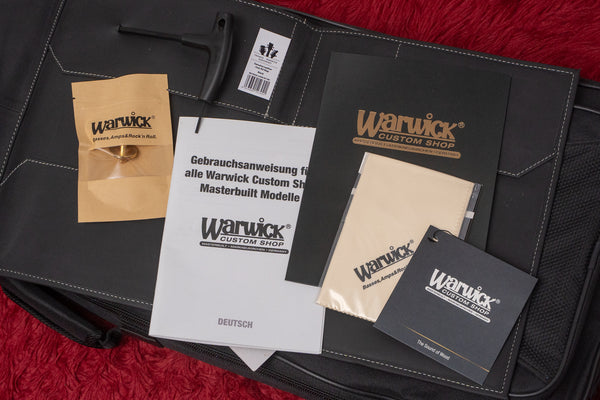 Warwick®
Basses, Amps & Rock'n Roll.
Gebrauchsanweisung fü
alle Warwick Custom Sh
Masterbuilt Modelle
Warwick®
CUSTOM SHOP
DEUTSCH
Warwick®
CUSTOM SHOP
Warwick®
Basses, Amps & Rock'n Roll.
Warwick®
CUSTOM SHOP
The Sound of Wood